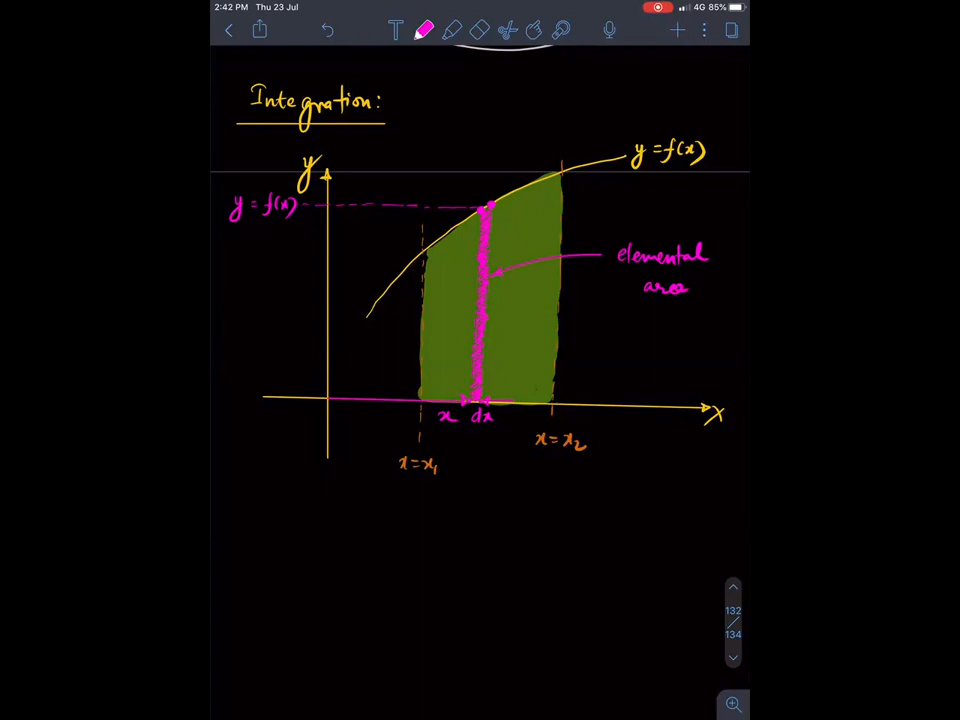 2:42 PM Thu 23 Jul
4G 85%
T
Integration:
y
y = f(x)
y = f(x)
elemental
area
x dx
x
x = x₂
x = x₁
132
134